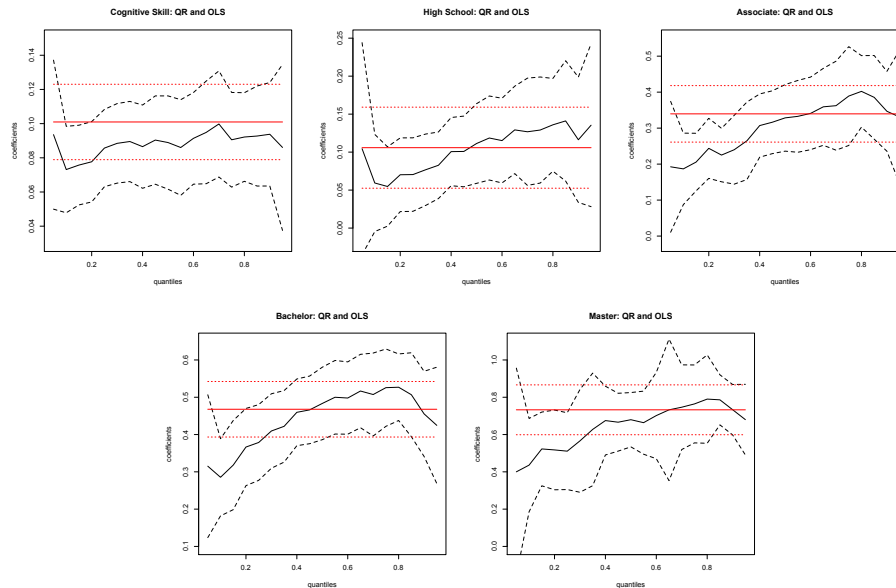 Cognitive Skill: QR and OLS
coefficients
0.04 0.06 0.08 0.10 0.12 0.14
0.2 0.4 0.6 0.8
quantiles
High School: QR and OLS
coefficients
0.00 0.05 0.10 0.15 0.20 0.25
0.2 0.4 0.6 0.8
quantiles
Associate: QR and OLS
coefficients
0.0 0.1 0.2 0.3 0.4 0.5
0.2 0.4 0.6 0.8
quantiles
Bachelor: QR and OLS
coefficients
0.1 0.2 0.3 0.4 0.5 0.6
0.2 0.4 0.6 0.8
quantiles
Master: QR and OLS
coefficients
0.0 0.2 0.4 0.6 0.8 1.0
0.2 0.4 0.6 0.8
quantiles